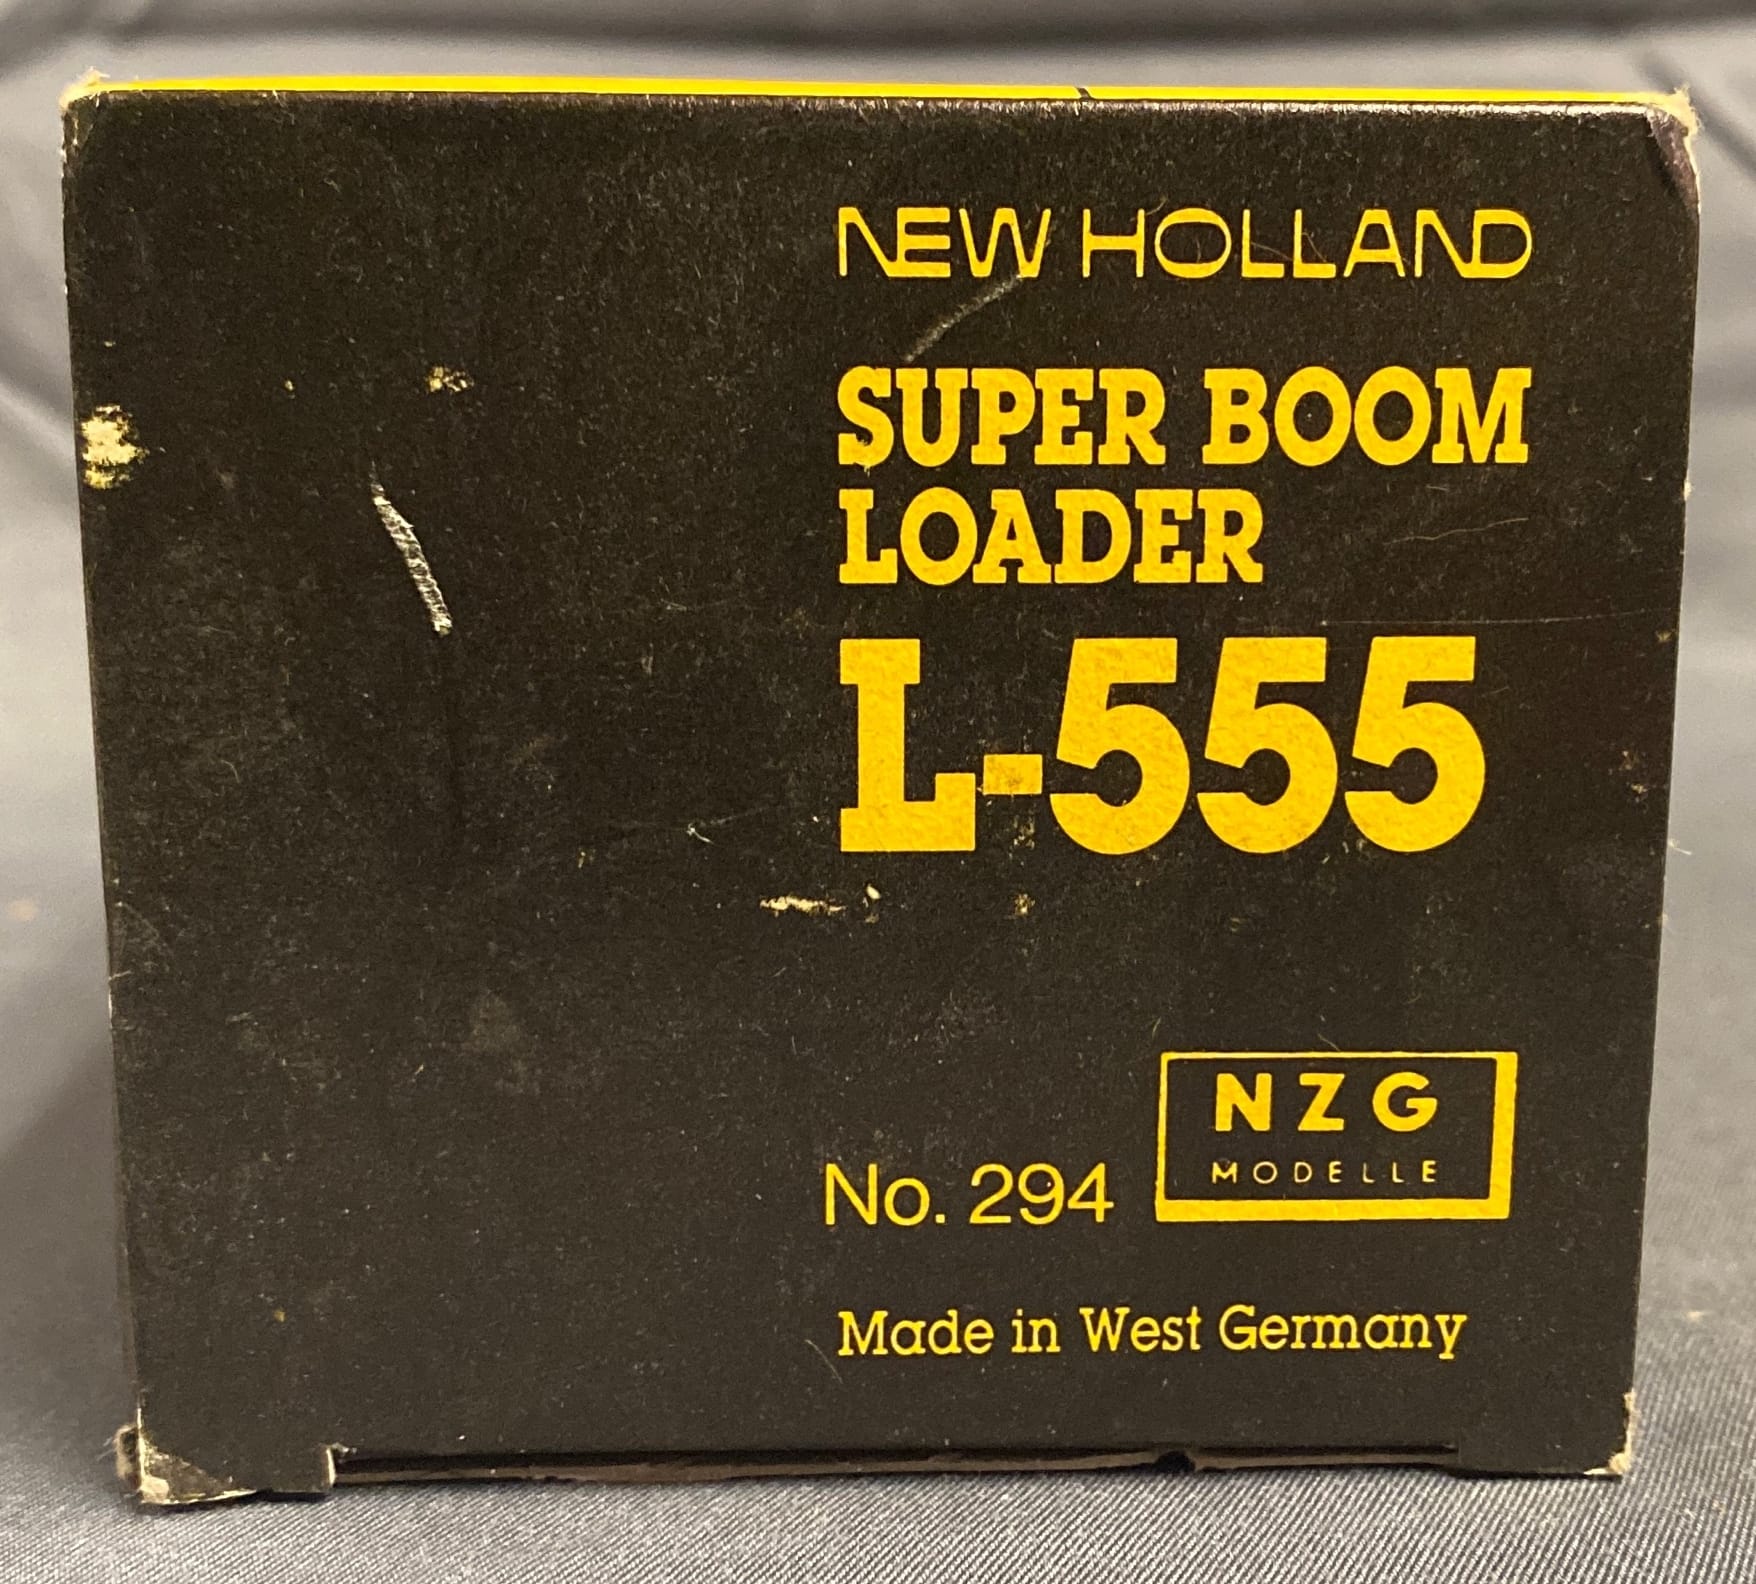 NEW HOLLAND
SUPER BOOM
LOADER
L-555
NZG
MODELLE
No. 294
Made in West Germany